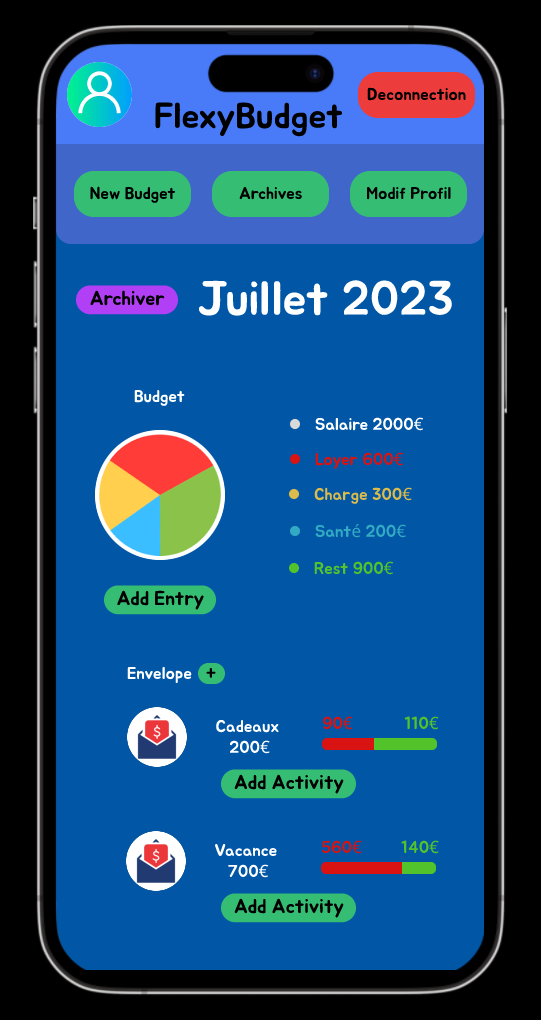 Deconnection
FlexyBudget
New Budget
Archives
Modif Profil
Archiver
Juillet 2023
Budget
Salaire 2000€
Loyer 600€
Charge 300€
Santé 200€
Rest 900€
Add Entry
Envelope +
$
Cadeaux
200€
90€ 110€
Add Activity
$
Vacance
700€
560€ 140€
Add Activity